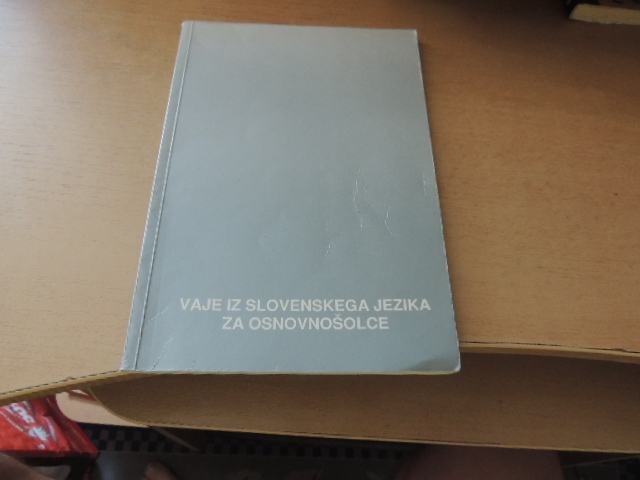 VAJE IZ SLOVENSKEGA JEZIKA
ZA OSNOVNOŠOLCE